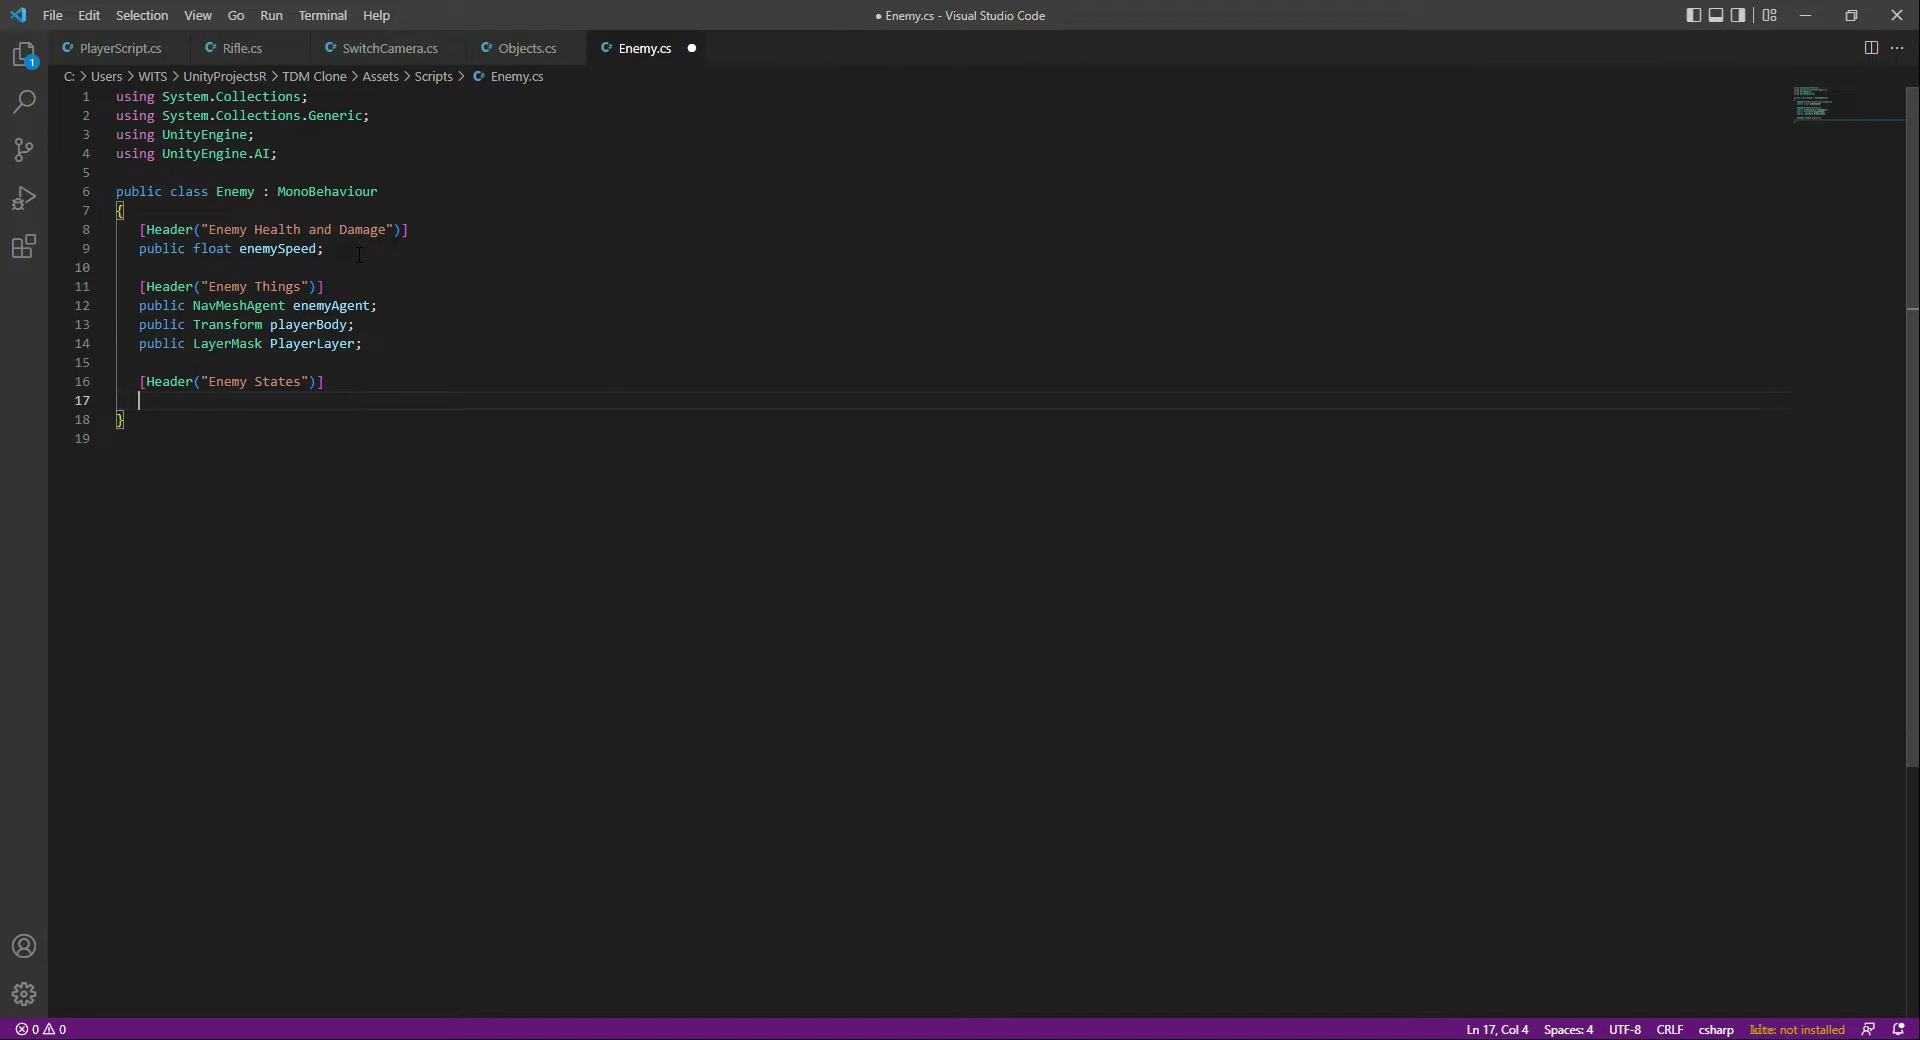 File Edit Selection View Go Run Terminal Help ● Enemy.cs - Visual Studio Code
PlayerScript.cs Rifle.cs SwitchCamera.cs Objects.cs Enemy.cs
C: > Users > WITS > UnityProjectsR > TDM Clone > Assets > Scripts > Enemy.cs
1 using System.Collections;
2 using System.Collections.Generic;
3 using UnityEngine;
4 using UnityEngine.AI;
5
6 public class Enemy : MonoBehaviour
7 {
8 [Header("Enemy Health and Damage")]
9 public float enemySpeed;
10
11 [Header("Enemy Things")]
12 public NavMeshAgent enemyAgent;
13 public Transform playerBody;
14 public LayerMask PlayerLayer;
15
16 [Header("Enemy States")]
17
18 }
19
1
0 0 Ln 17, Col 4 Spaces: 4 UTF-8 CRLF csharp kite: not installed